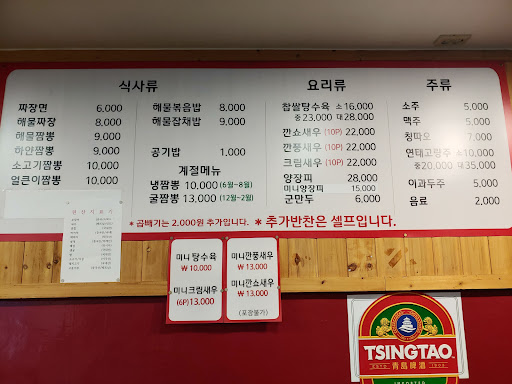 식사류
짜장면 6,000
해물짜장 8,000
해물짬뽕 9,000
하얀짬뽕 9,000
소고기짬뽕 10,000
얼큰이짬뽕 10,000
해물볶음밥 8,000
해물잡채밥 9,000
공기밥 1,000
계절메뉴
냉짬뽕 10,000 (6월~8월)
굴짬뽕 13,000 (12월~2월)
요리류
찹쌀탕수육 소16,000
중23,000 대28,000
깐쇼새우 (10P) 22,000
깐풍새우 (10P) 22,000
크림새우 (10P) 22,000
양장피 28,000
미니양장피 15,000
군만두 6,000
주류
소주 5,000
맥주 5,000
칭따오 7,000
연태고량주 소10,000
중20,000 대35,000
이과두주 5,000
음료 2,000
* 곱빼기는 2,000원 추가입니다. * 추가반찬은 셀프입니다.
미니탕수육
₩ 10,000
미니크림새우
(6P)13,000
미니깐풍새우
₩ 13,000
미니깐쇼새우
₩ 13,000
(포장불가)
TSINGTAO
ESTD 1903
青島啤酒
IMPORTED